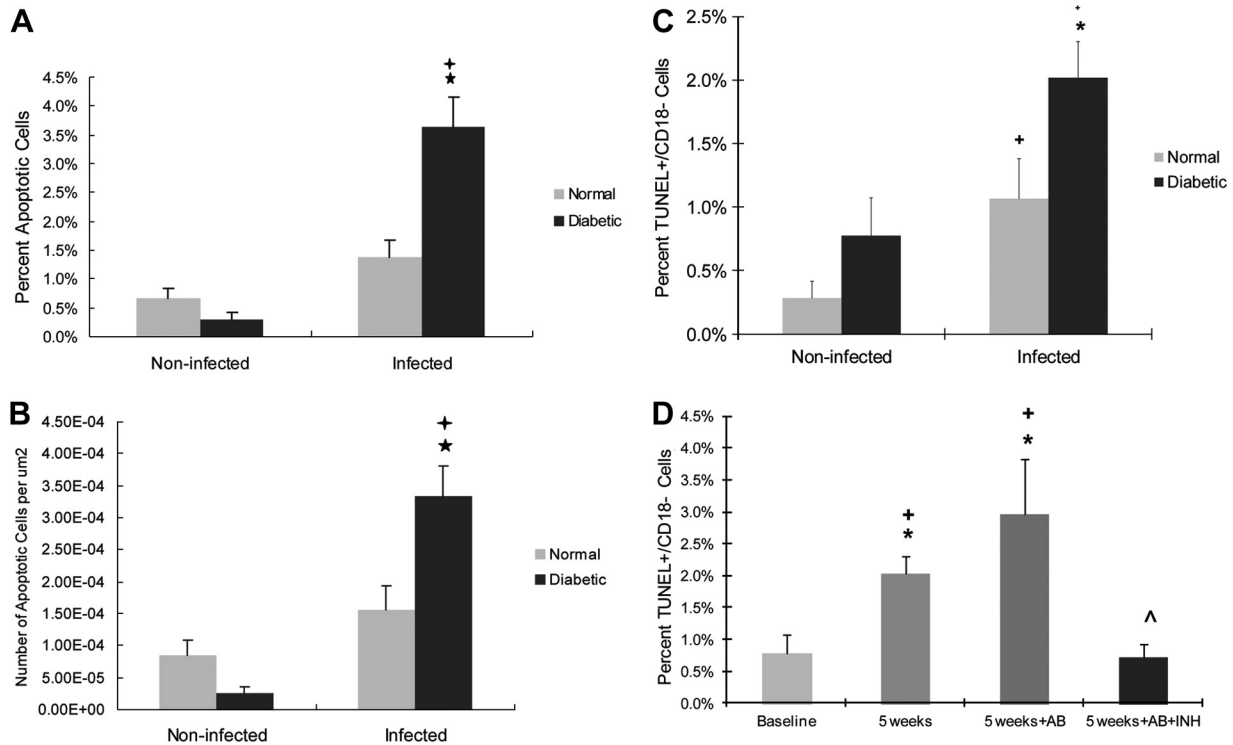 A
Percent Apoptotic Cells
4.5%
4.0%
3.5%
3.0%
2.5%
2.0%
1.5%
1.0%
0.5%
0.0%
Non-infected
Infected
Normal
Diabetic
C
Percent TUNEL+/CD18- Cells
2.5%
2.0%
1.5%
1.0%
0.5%
0.0%
+
+
*
Non-infected
Infected
Normal
Diabetic
B
Number of Apoptotic Cells per um2
4.50E-04
4.00E-04
3.50E-04
3.00E-04
2.50E-04
2.00E-04
1.50E-04
1.00E-04
5.00E-05
0.00E+00
Non-infected
Infected
Normal
Diabetic
D
Percent TUNEL+/CD18- Cells
4.5%
4.0%
3.5%
3.0%
2.5%
2.0%
1.5%
1.0%
0.5%
0.0%
+
*
+
*
^
Baseline
5 weeks
5 weeks+AB
5 weeks+AB+INH